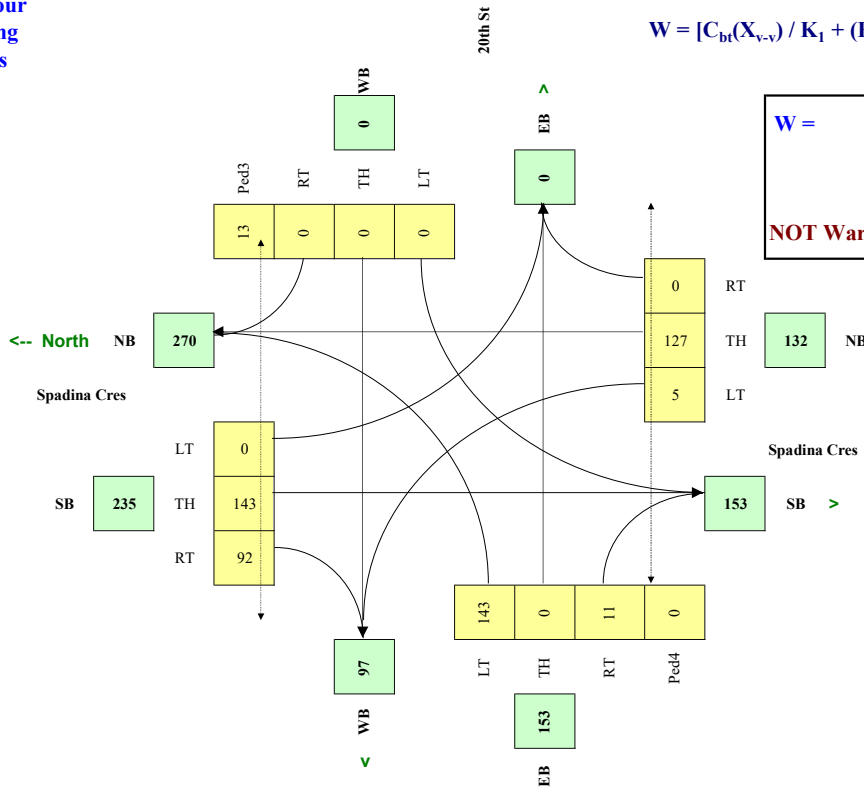 our
ng
s
20th St
W = [Cbt(Xv-v) / K1 + (
W =
NOT War
WB
0
^
EB
0
Ped3
RT
TH
LT
13
0
0
0
0
RT
<-- North
NB
270
127
TH
132
NB
5
LT
Spadina Cres
LT
0
Spadina Cres
SB
235
TH
143
153
SB
>
RT
92
143
0
11
0
LT
TH
RT
Ped4
97
WB
v
153
EB